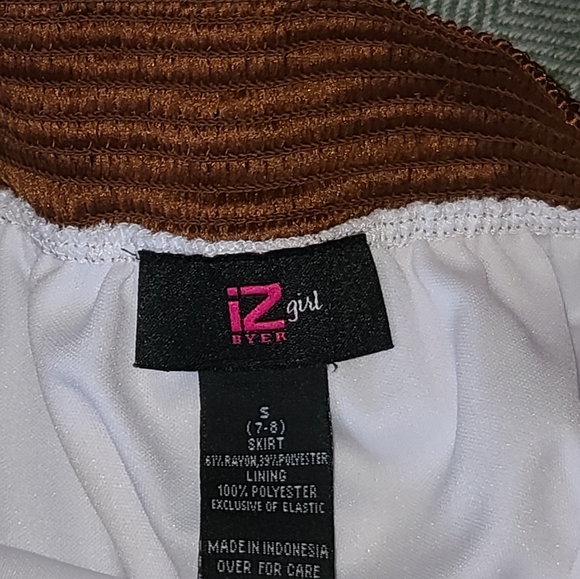 iZ girl
BYER
S
(7-8)
SKIRT
61% RAYON,39% POLYESTER
LINING
100% POLYESTER
EXCLUSIVE OF ELASTIC
MADE IN INDONESIA
OVER FOR CARE